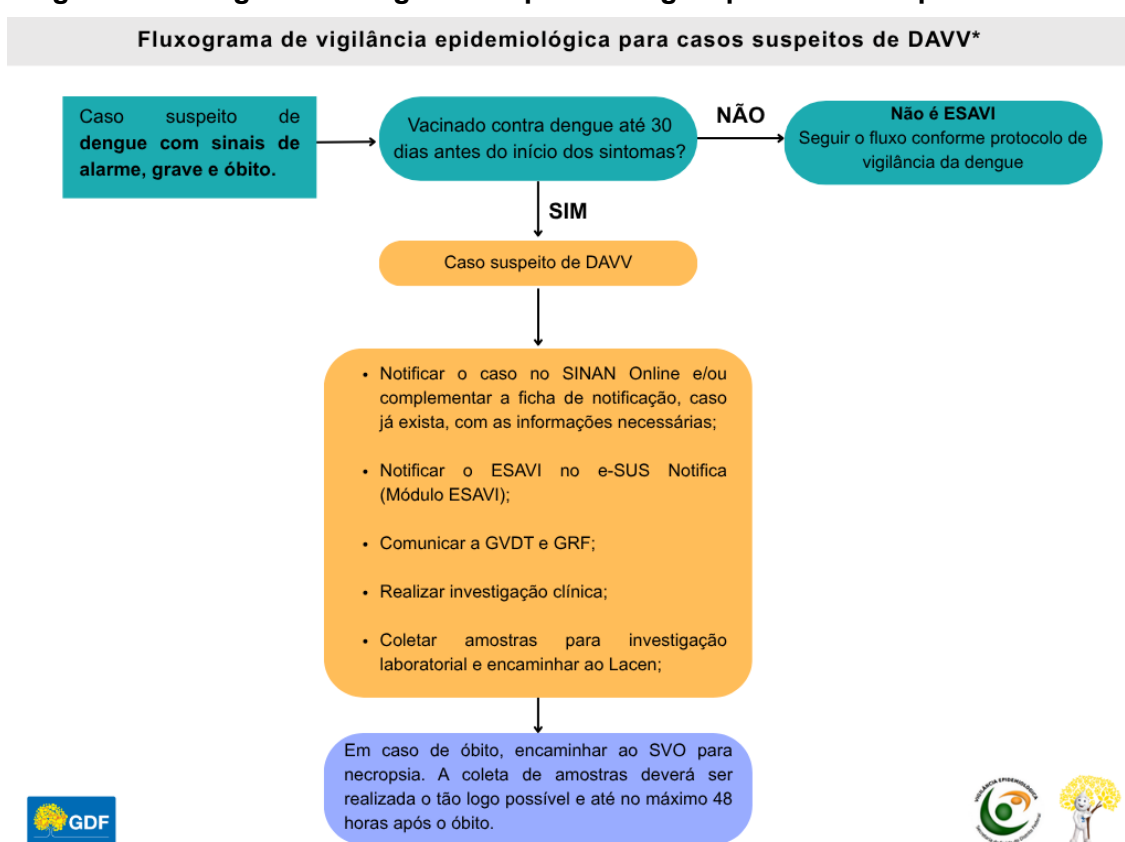 Fluxograma de vigilância epidemiológica para casos suspeitos de DAVV*
Caso suspeito de
dengue com sinais de
alarme, grave e óbito.
Vacinado contra dengue até 30
dias antes do início dos sintomas?
NÃO
Não é ESAVI
Seguir o fluxo conforme protocolo de
vigilância da dengue
SIM
Caso suspeito de DAVV
• Notificar o caso no SINAN Online e/ou
complementar a ficha de notificação, caso
já exista, com as informações necessárias;
• Notificar o ESAVI no e-SUS Notifica
(Módulo ESAVI);
• Comunicar a GVDT e GRF;
• Realizar investigação clínica;
• Coletar amostras para investigação
laboratorial e encaminhar ao Lacen;
Em caso de óbito, encaminhar ao SVO para
necropsia. A coleta de amostras deverá ser
realizada o tão logo possível e até no máximo 48
horas após o óbito.
GDF
VIGILÂNCIA EPIDEMIOLÓGICA